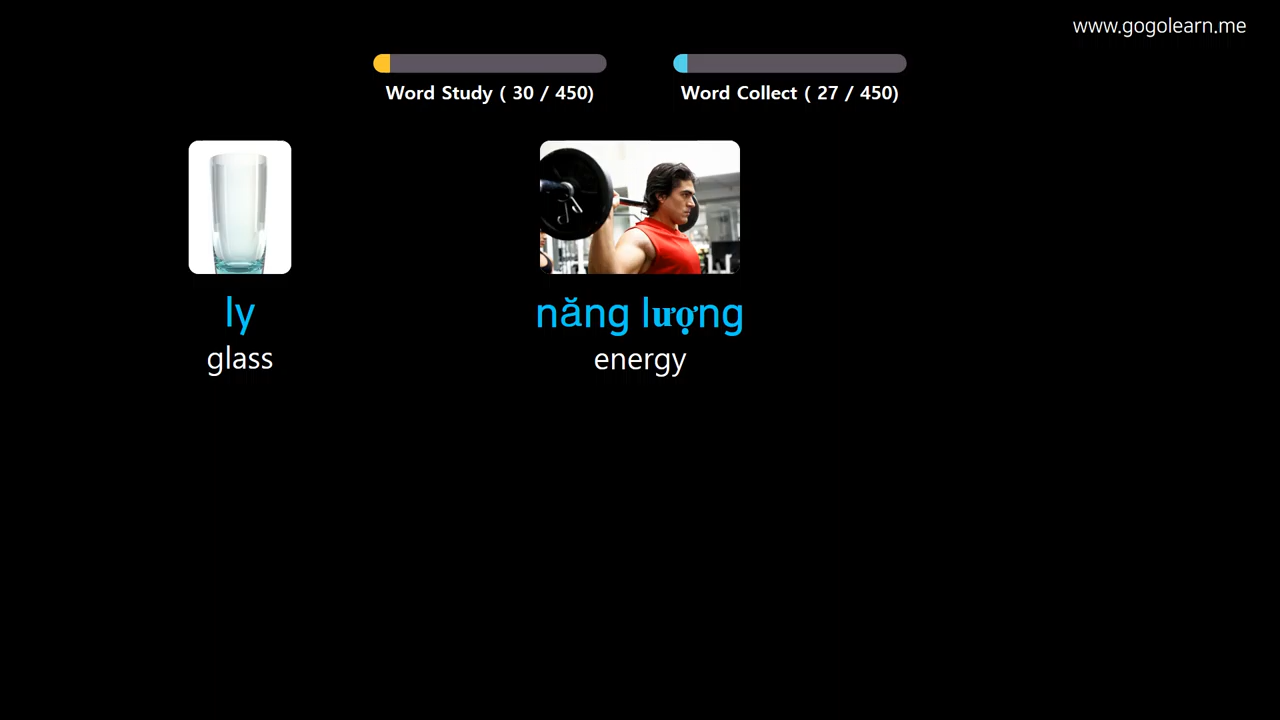 www.gogolearn.me
Word Study ( 30 / 450)
Word Collect ( 27 / 450)
ly
glass
năng lượng
energy